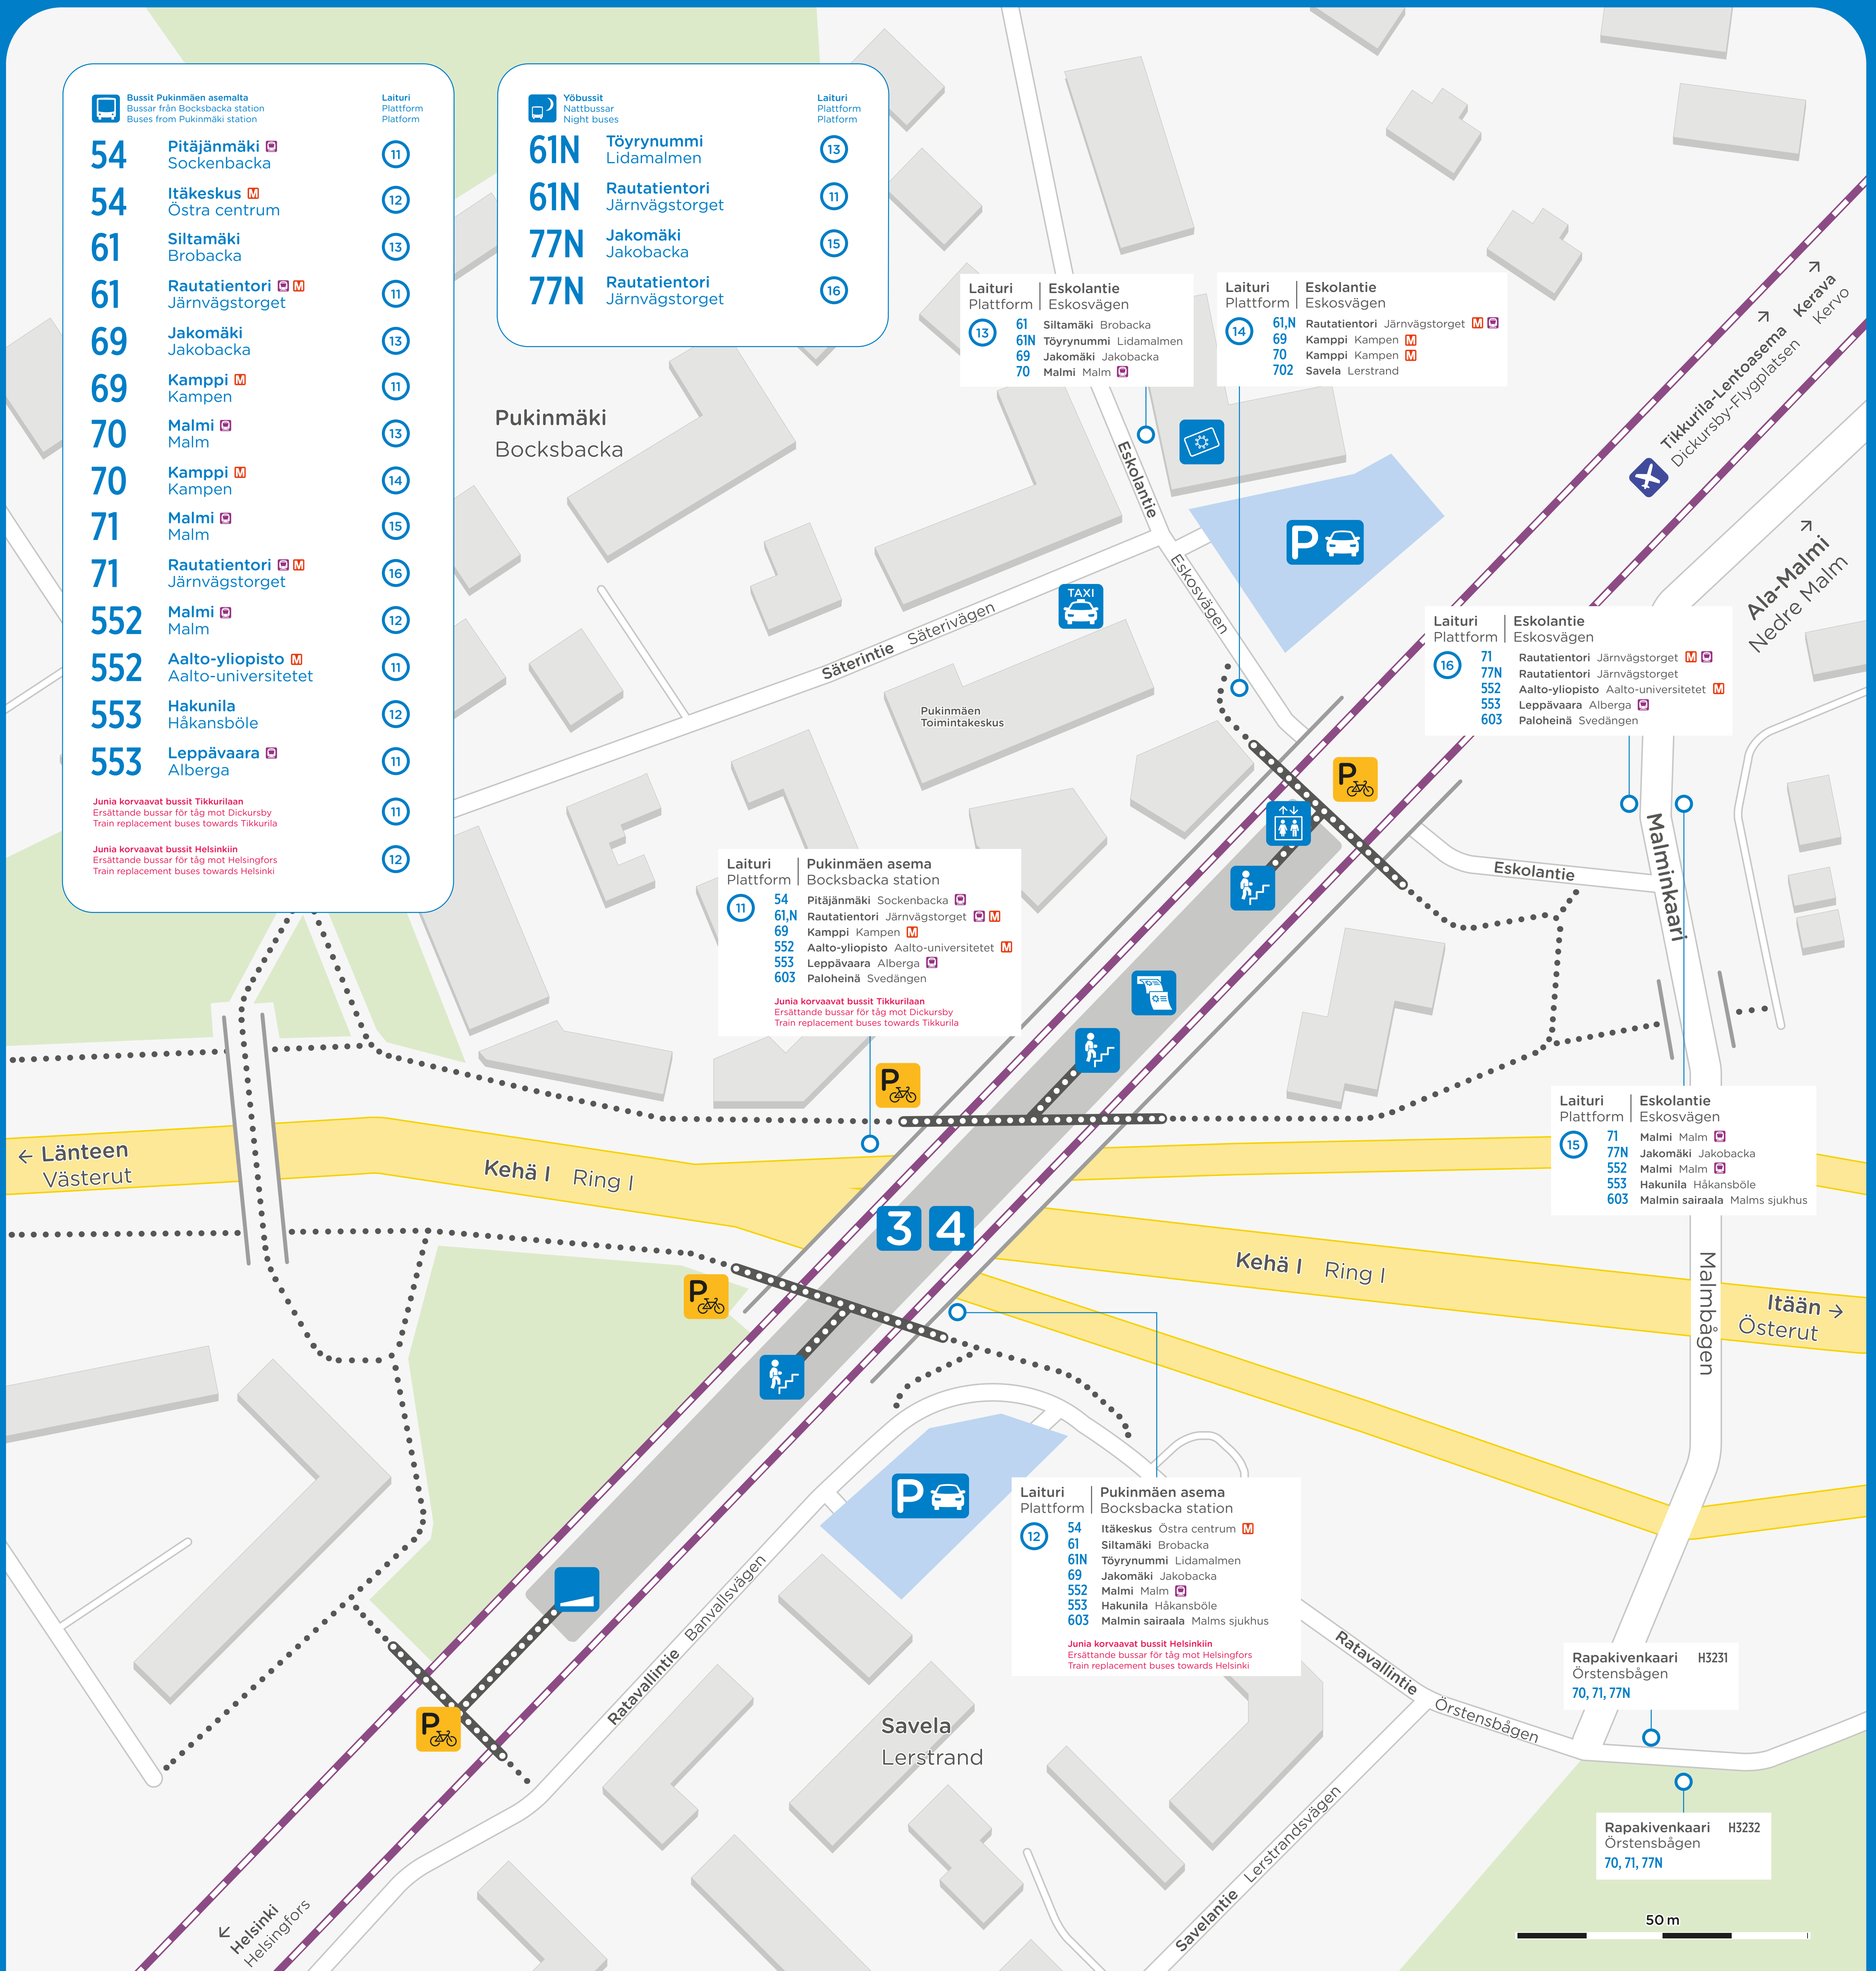 Bussit Pukinmäen asemalta
Bussar från Bocksbacka station
Buses from Pukinmäki station
Laituri
Plattform
Platform
54 Pitäjänmäki 11
Sockenbacka
54 Itäkeskus M 12
Östra centrum
61 Siltamäki 13
Brobacka
61 Rautatientori M 11
Järnvägstorget
69 Jakomäki 13
Jakobacka
69 Kamppi M 11
Kampen
70 Malmi 13
Malm
70 Kamppi M 14
Kampen
71 Malmi 15
Malm
71 Rautatientori M 16
Järnvägstorget
552 Malmi 12
Malm
552 Aalto-yliopisto M 11
Aalto-universitetet
553 Hakunila 12
Håkansböle
553 Leppävaara 11
Alberga
Junia korvaavat bussit Tikkurilaan
Ersättande bussar för tåg mot Dickursby 11
Train replacement buses towards Tikkurila
Junia korvaavat bussit Helsinkiin
Ersättande bussar för tåg mot Helsingfors 12
Train replacement buses towards Helsinki
Yöbussit
Nattbussar
Night buses
Laituri
Plattform
Platform
61N Töyrynummi 13
Lidamalmen
61N Rautatientori 11
Järnvägstorget
77N Jakomäki 15
Jakobacka
77N Rautatientori 16
Järnvägstorget
Pukinmäki
Bocksbacka
Laituri Eskolantie
Plattform Eskosvägen
13
61 Siltamäki Brobacka
61N Töyrynummi Lidamalmen
69 Jakomäki Jakobacka
70 Malmi Malm
Laituri Eskolantie
Plattform Eskosvägen
14
61,N Rautatientori Järnvägstorget M
69 Kamppi Kampen M
70 Kamppi Kampen M
702 Savela Lerstrand
Kerava
Kervo
Tikkurila-Lentoasema
Dickursby-Flygplatsen
Ala-Malmi
Nedre Malm
Eskolantie
Eskosvägen
P
TAXI
Säterintie Säterivägen
Pukinmäen
Toimintakeskus
Laituri Eskolantie
Plattform Eskosvägen
16
71 Rautatientori Järnvägstorget M
77N Rautatientori Järnvägstorget
552 Aalto-yliopisto Aalto-universitetet M
553 Leppävaara Alberga
603 Paloheinä Svedängen
P
Eskolantie
Malminkaari
Laituri Pukinmäen asema
Plattform Bocksbacka station
11
54 Pitäjänmäki Sockenbacka
61,N Rautatientori Järnvägstorget M
69 Kamppi Kampen M
552 Aalto-yliopisto Aalto-universitetet M
553 Leppävaara Alberga
603 Paloheinä Svedängen
Junia korvaavat bussit Tikkurilaan
Ersättande bussar för tåg mot Dickursby
Train replacement buses towards Tikkurila
P
Laituri Eskolantie
Plattform Eskosvägen
15
71 Malmi Malm
77N Jakomäki Jakobacka
552 Malmi Malm
553 Hakunila Håkansböle
603 Malmin sairaala Malms sjukhus
← Länteen
Västerut
Kehä I Ring I
3 4
Kehä I Ring I
Malmbågen
Itään →
Österut
P
P
Laituri Pukinmäen asema
Plattform Bocksbacka station
12
54 Itäkeskus Östra centrum M
61 Siltamäki Brobacka
61N Töyrynummi Lidamalmen
69 Jakomäki Jakobacka
552 Malmi Malm
553 Hakunila Håkansböle
603 Malmin sairaala Malms sjukhus
Junia korvaavat bussit Helsinkiin
Ersättande bussar för tåg mot Helsingfors
Train replacement buses towards Helsinki
Ratavallintie Banvallsvägen
P
Ratavallintie
Örstensbågen
Savela
Lerstrand
Rapakivenkaari H3231
Örstensbågen
70, 71, 77N
Rapakivenkaari H3232
Örstensbågen
70, 71, 77N
Savelantie Lerstrandsvägen
Helsinki
Helsingfors
50 m